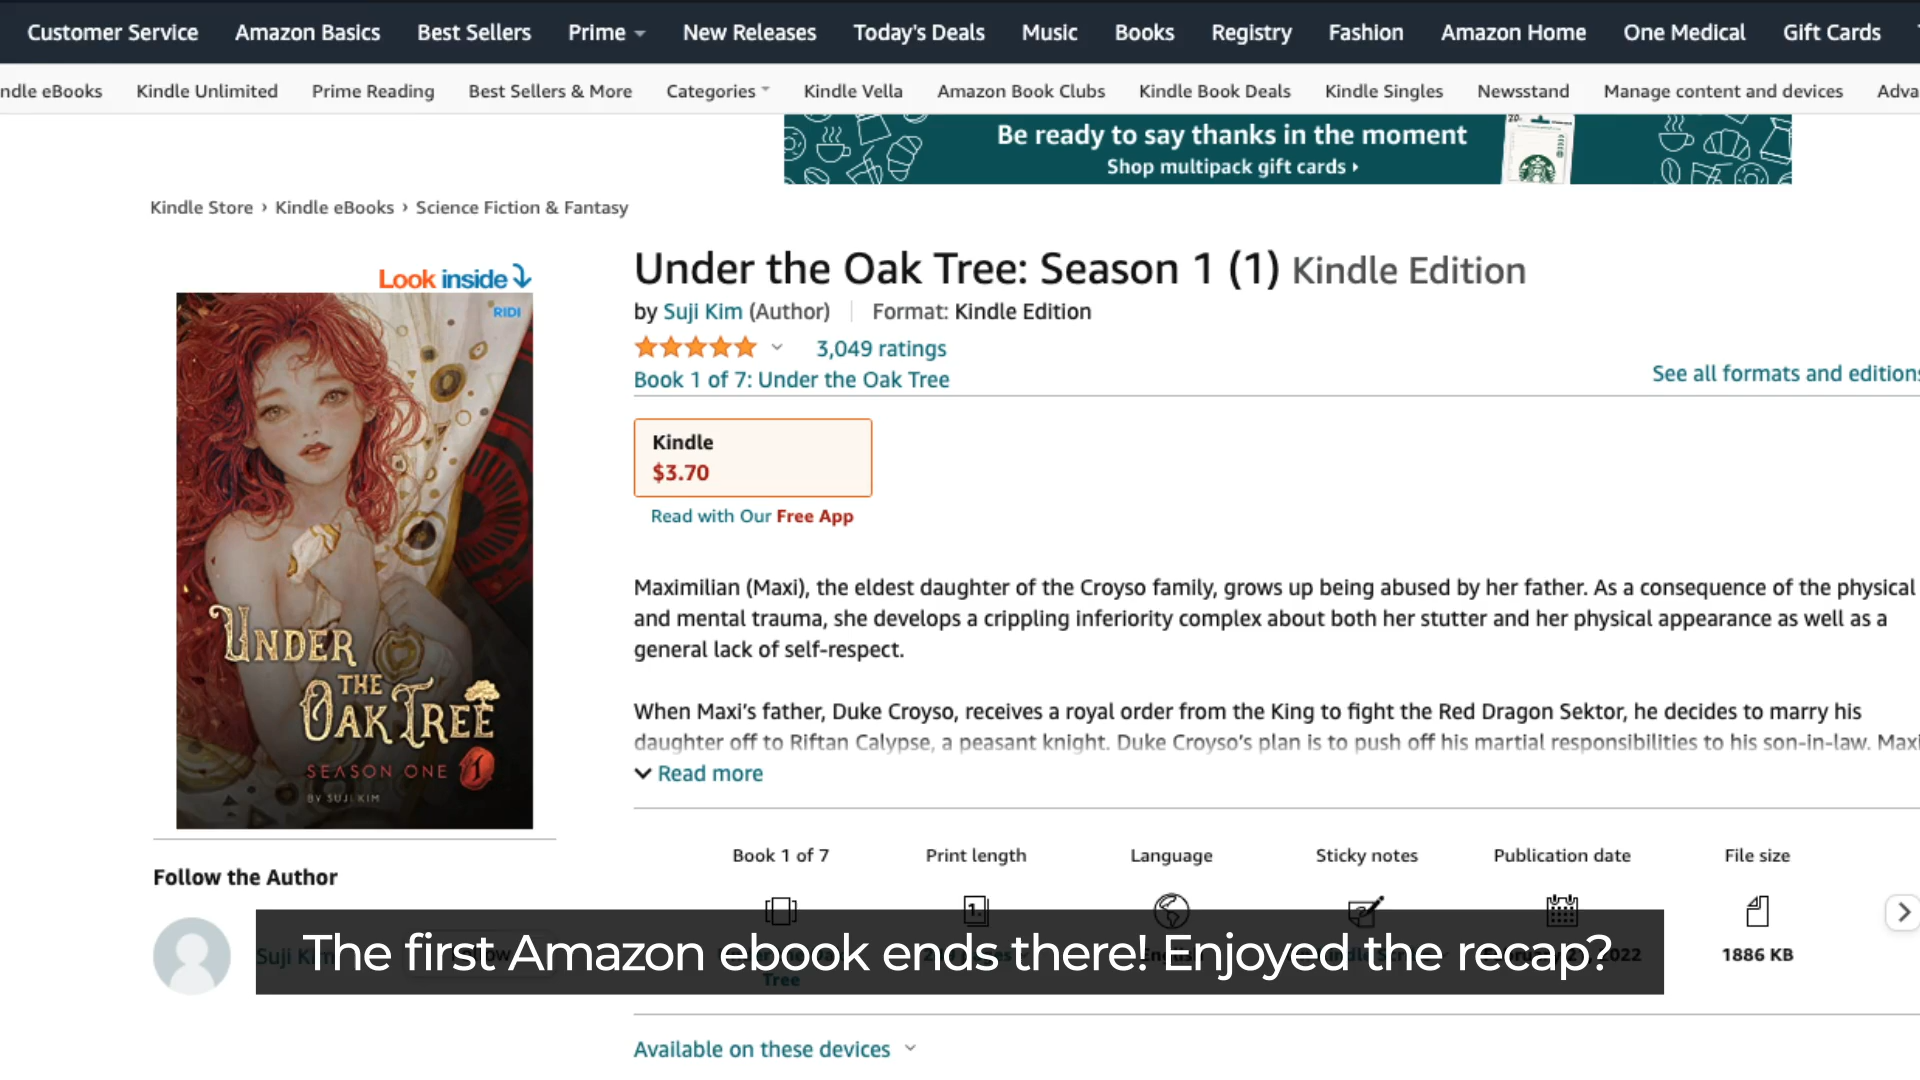 Customer Service Amazon Basics Best Sellers Prime New Releases Today's Deals Music Books Registry Fashion Amazon Home One Medical Gift Cards
ndle eBooks Kindle Unlimited Prime Reading Best Sellers & More Categories Kindle Vella Amazon Book Clubs Kindle Book Deals Kindle Singles Newsstand Manage content and devices Adva
Be ready to say thanks in the moment
Shop multipack gift cards
Kindle Store › Kindle eBooks › Science Fiction & Fantasy
Look inside
RIDI
UNDER
THE
OAK TREE
SEASON ONE 1
BY SUJI KIM
Under the Oak Tree: Season 1 (1) Kindle Edition
by Suji Kim (Author) Format: Kindle Edition
3,049 ratings
Book 1 of 7: Under the Oak Tree
See all formats and editions
Kindle
$3.70
Read with Our Free App
Maximilian (Maxi), the eldest daughter of the Croyso family, grows up being abused by her father. As a consequence of the physical
and mental trauma, she develops a crippling inferiority complex about both her stutter and her physical appearance as well as a
general lack of self-respect.
When Maxi's father, Duke Croyso, receives a royal order from the King to fight the Red Dragon Sektor, he decides to marry his
daughter off to Riftan Calypse, a peasant knight. Duke Croyso's plan is to push off his martial responsibilities to his son-in-law. Maxi
Read more
Book 1 of 7 Print length Language Sticky notes Publication date File size
1886 KB
Follow the Author
Suji
Tree
2022
The first Amazon ebook ends there! Enjoyed the recap?
Available on these devices